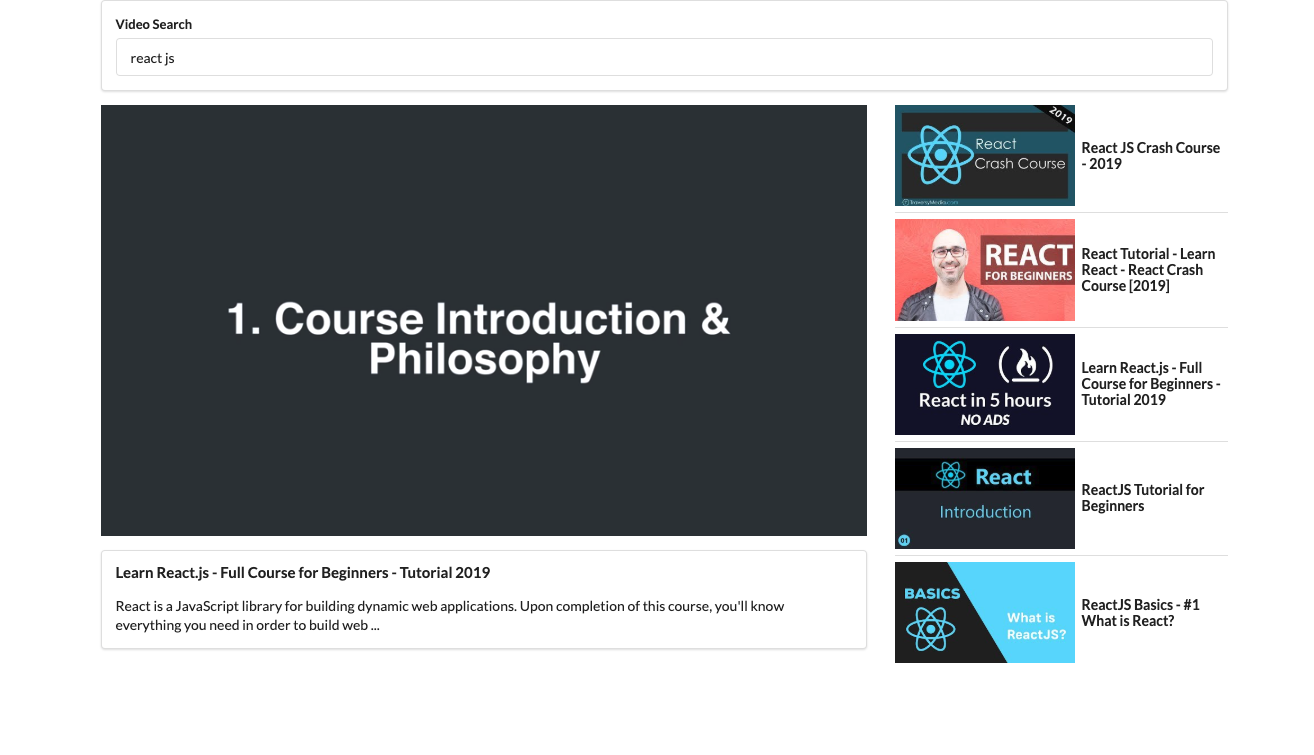 Video Search
react js
1. Course Introduction &
Philosophy
Learn React.js - Full Course for Beginners - Tutorial 2019
React is a JavaScript library for building dynamic web applications. Upon completion of this course, you'll know
everything you need in order to build web ...
2019
React
Crash Course
TraversyMedia.com
React JS Crash Course
- 2019
REACT
FOR BEGINNERS
React Tutorial - Learn
React - React Crash
Course [2019]
React in 5 hours
NO ADS
Learn React.js - Full
Course for Beginners -
Tutorial 2019
React
Introduction
01
ReactJS Tutorial for
Beginners
BASICS
What is
ReactJS?
ReactJS Basics - #1
What is React?